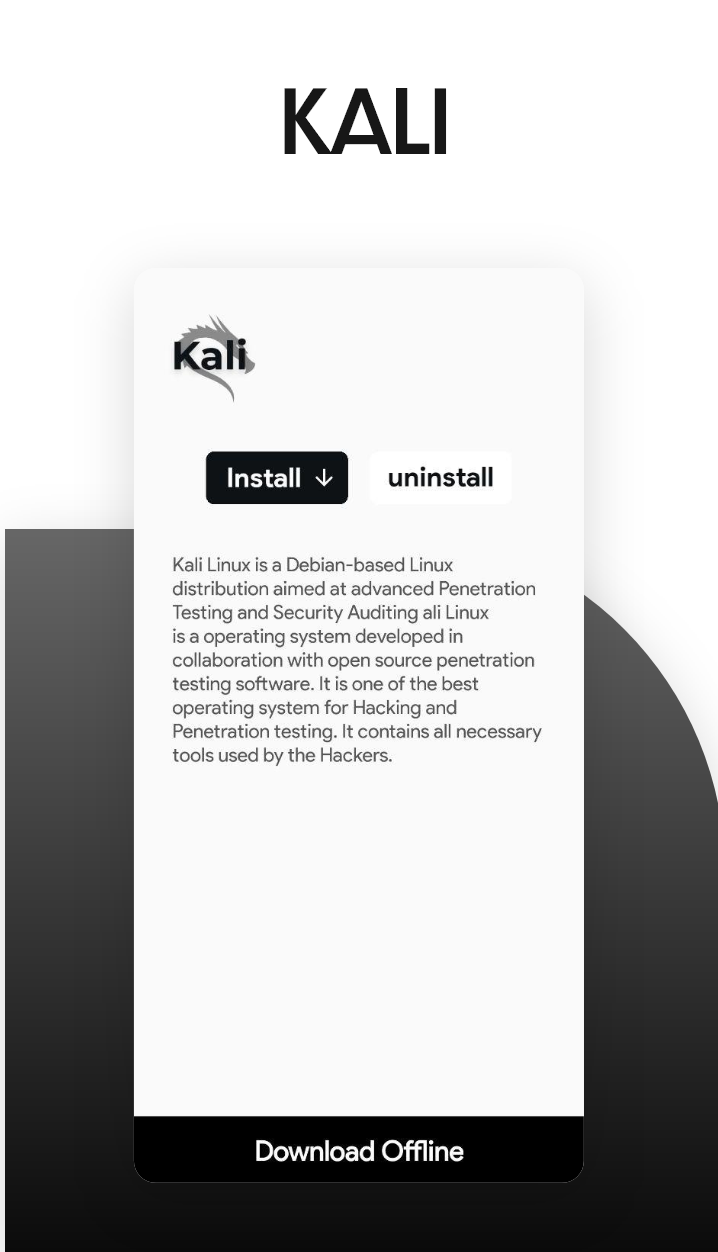 KALI
Kali
Install ↓
uninstall
Kali Linux is a Debian-based Linux
distribution aimed at advanced Penetration
Testing and Security Auditing ali Linux
is a operating system developed in
collaboration with open source penetration
testing software. It is one of the best
operating system for Hacking and
Penetration testing. It contains all necessary
tools used by the Hackers.
Download Offline